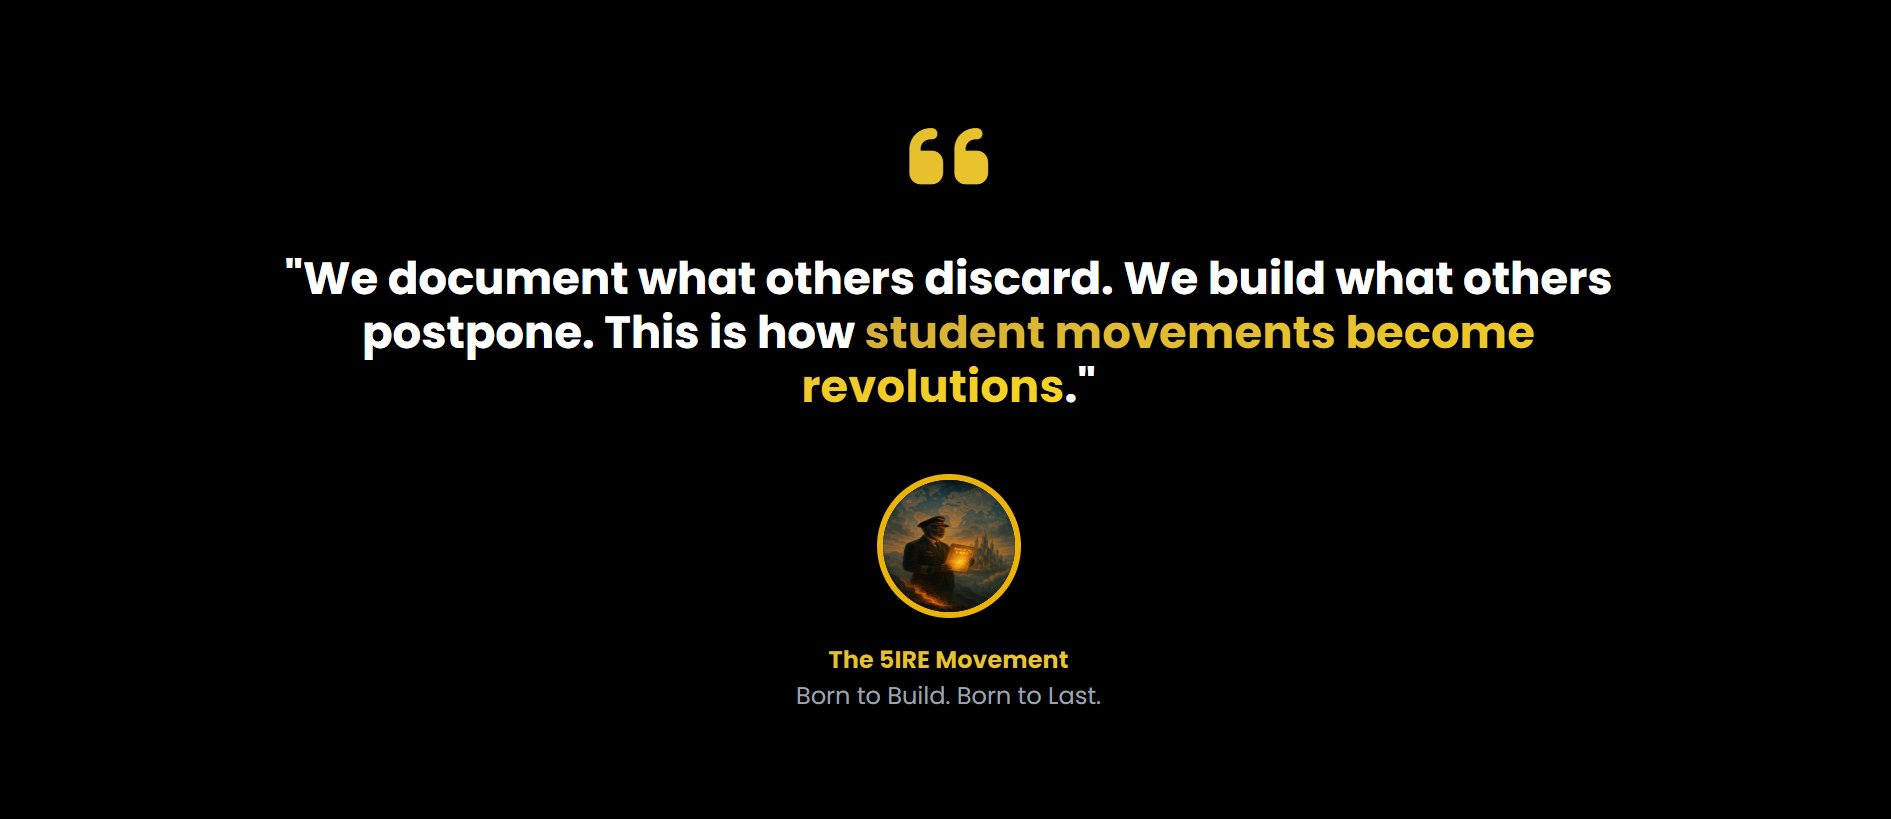 "We document what others discard. We build what others
postpone. This is how student movements become
revolutions."
The 5IRE Movement
Born to Build. Born to Last.